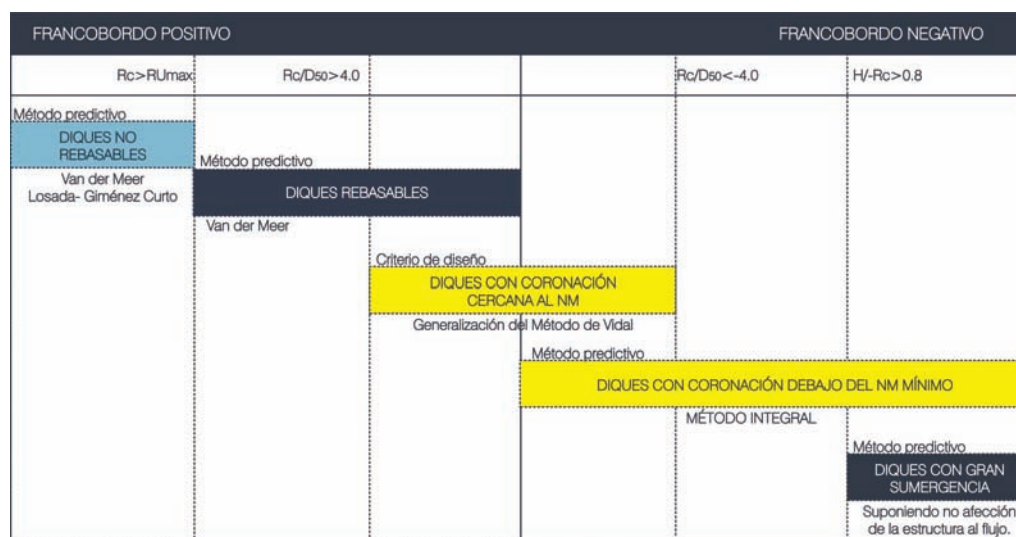 FRANCOBORDO POSITIVO
FRANCOBORDO NEGATIVO
Rc>RUmax
Rc/D50>4.0
Rc/D50<-4.0
H/-Rc>0.8
Método predictivo
DIQUES NO
REBASABLES
Van der Meer
Losada- Giménez Curto
Método predictivo
DIQUES REBASABLES
Van der Meer
Criterio de diseño
DIQUES CON CORONACIÓN
CERCANA AL NM
Generalización del Método de Vidal
Método predictivo
DIQUES CON CORONACIÓN DEBAJO DEL NM MÍNIMO
MÉTODO INTEGRAL
Método predictivo
DIQUES CON GRAN
SUMERGENCIA
Suponiendo no afección
de la estructura al flujo.